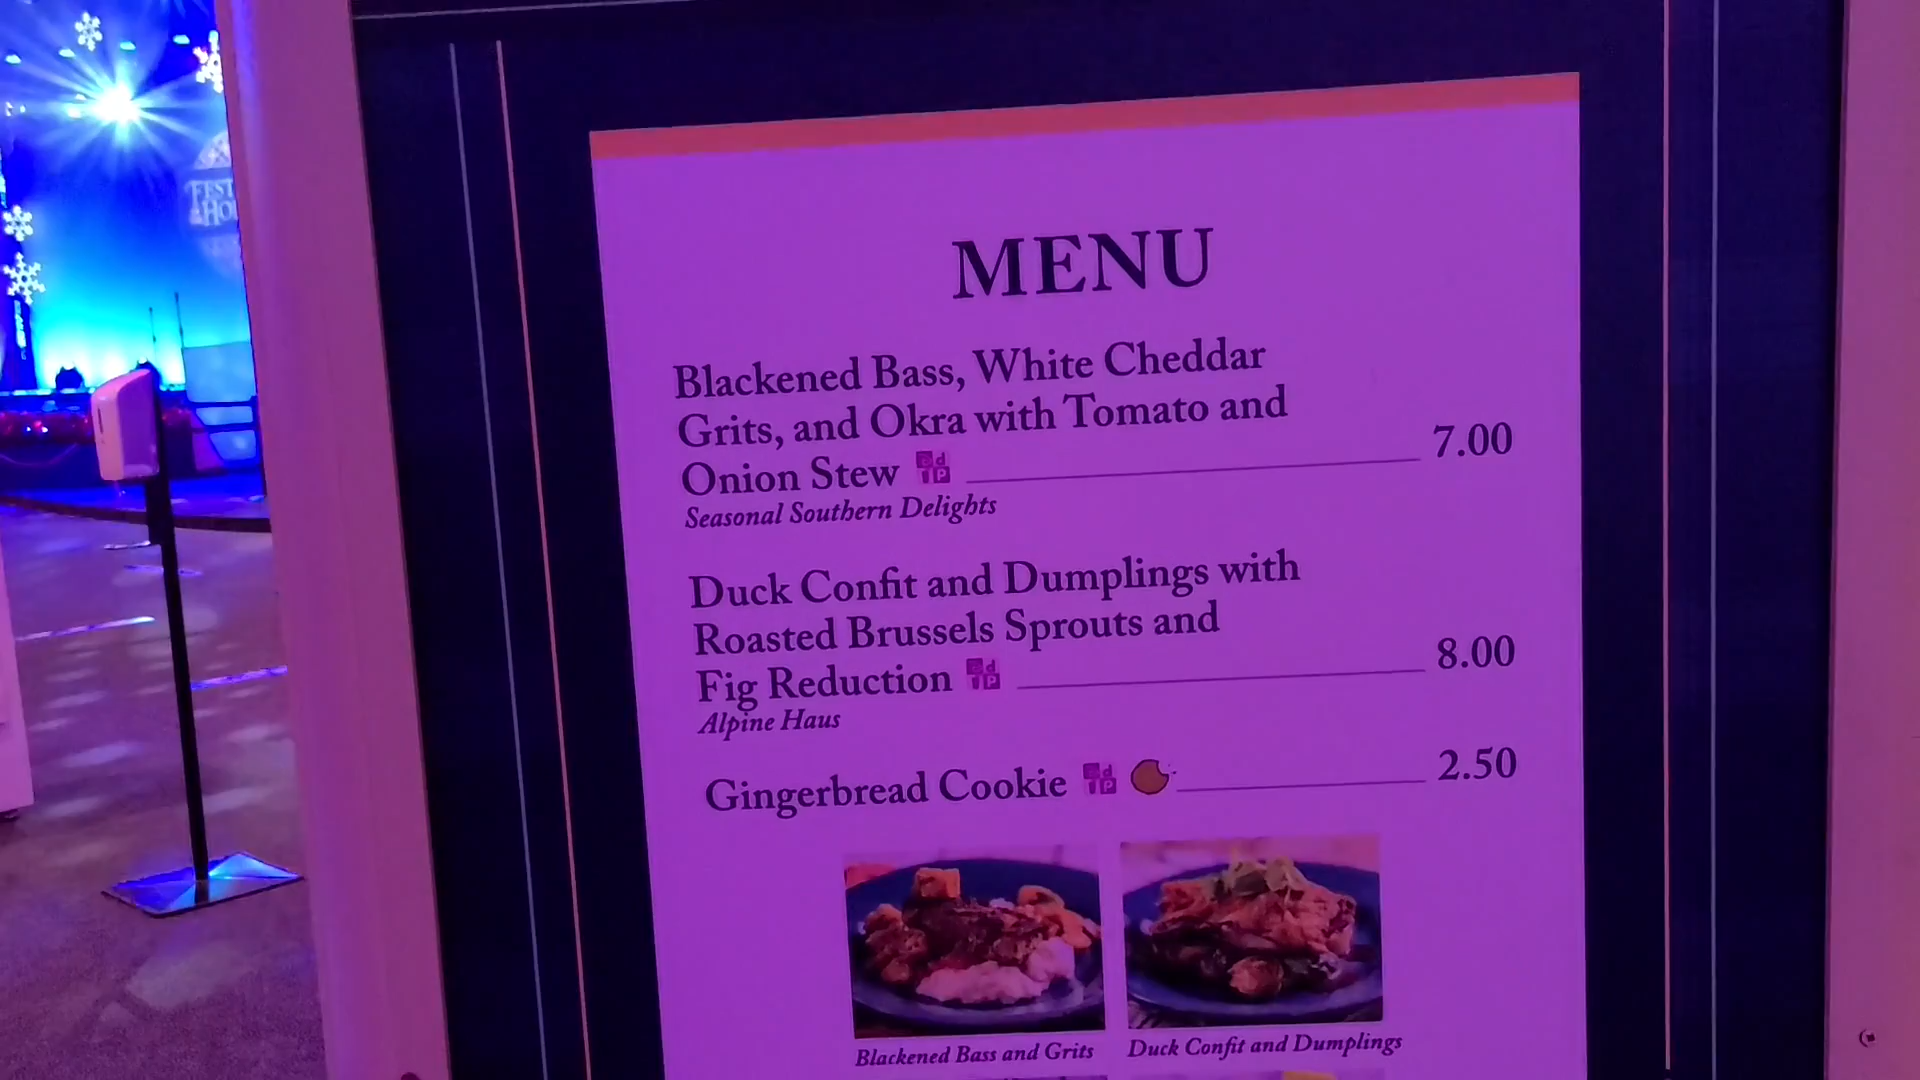 FEST
HO
MENU
Blackened Bass, White Cheddar
Grits, and Okra with Tomato and
Onion Stew 7.00
Seasonal Southern Delights
Duck Confit and Dumplings with
Roasted Brussels Sprouts and
Fig Reduction 8.00
Alpine Haus
Gingerbread Cookie 2.50
Blackened Bass and Grits
Duck Confit and Dumplings